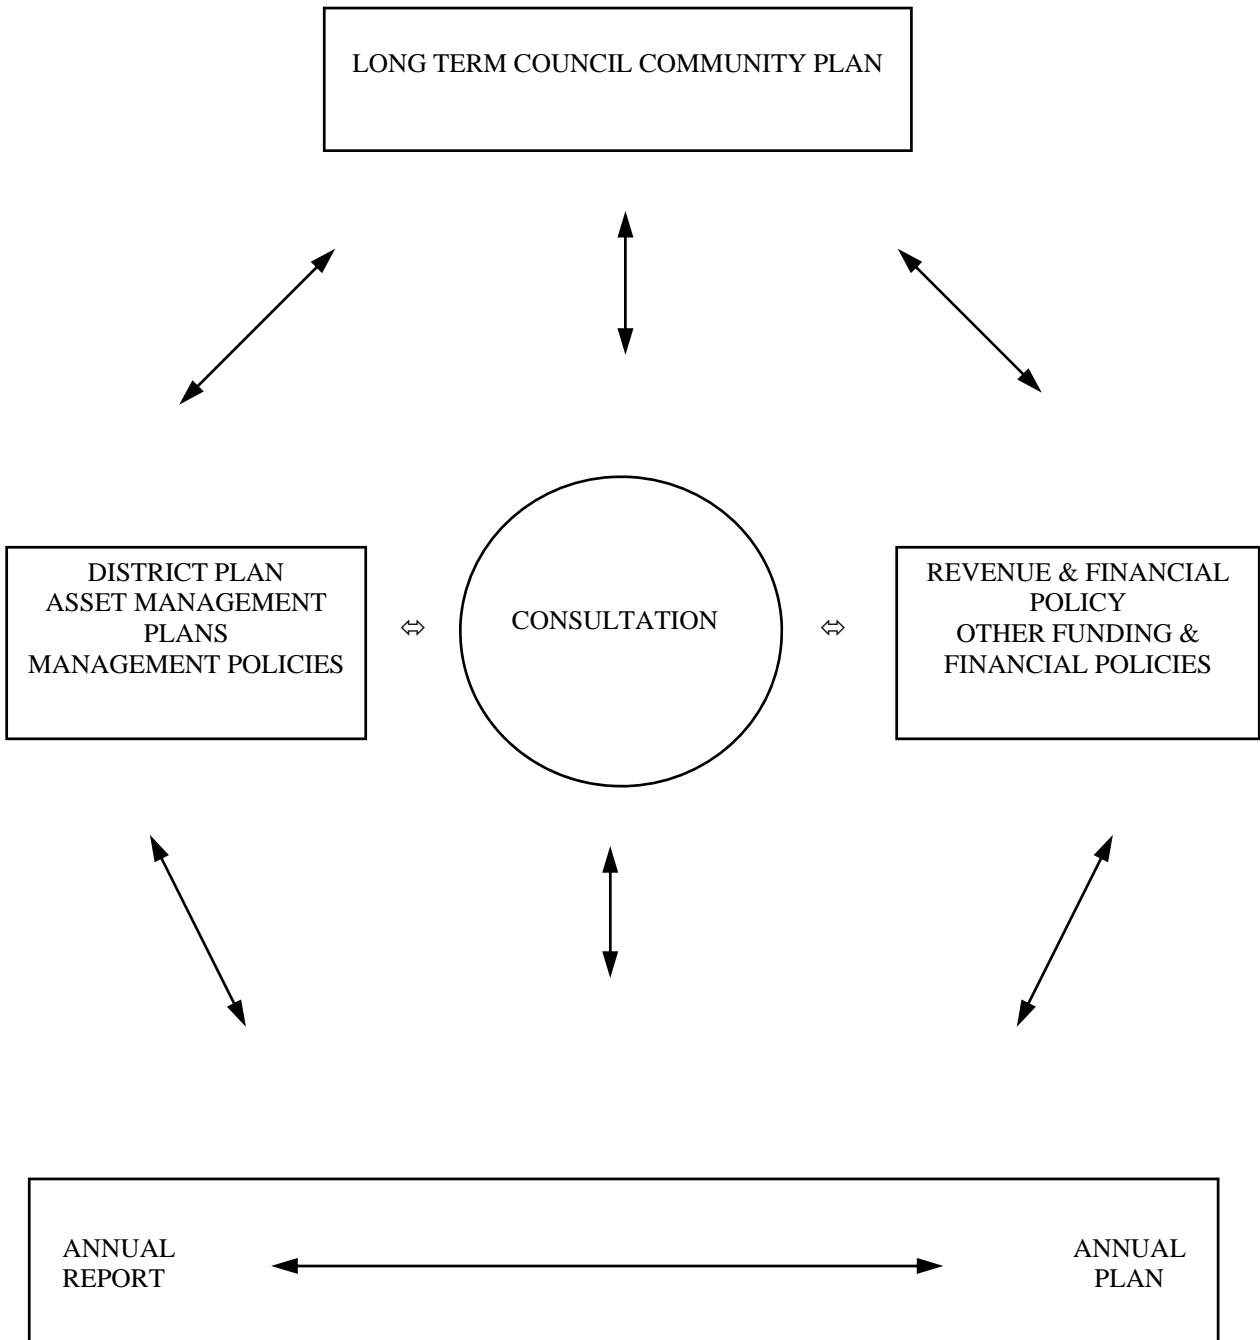 LONG TERM COUNCIL COMMUNITY PLAN
DISTRICT PLAN
ASSET MANAGEMENT
PLANS
MANAGEMENT POLICIES
CONSULTATION
REVENUE & FINANCIAL
POLICY
OTHER FUNDING &
FINANCIAL POLICIES
ANNUAL
REPORT
ANNUAL
PLAN